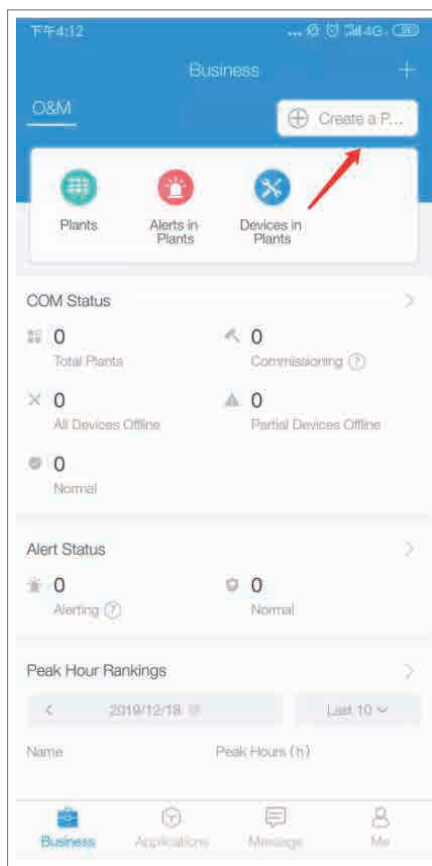 下午4:12
... 4G
Business
O&M
Create a P...
Plants
Alerts in
Plants
Devices in
Plants
COM Status
0
Total Plants
0
Commissioning ?
0
All Devices Offline
0
Partial Devices Offline
0
Normal
Alert Status
0
Alerting ?
0
Normal
Peak Hour Rankings
2019/12/18
Last 10
Name
Peak Hours (h)
Business
Applications
Message
Me